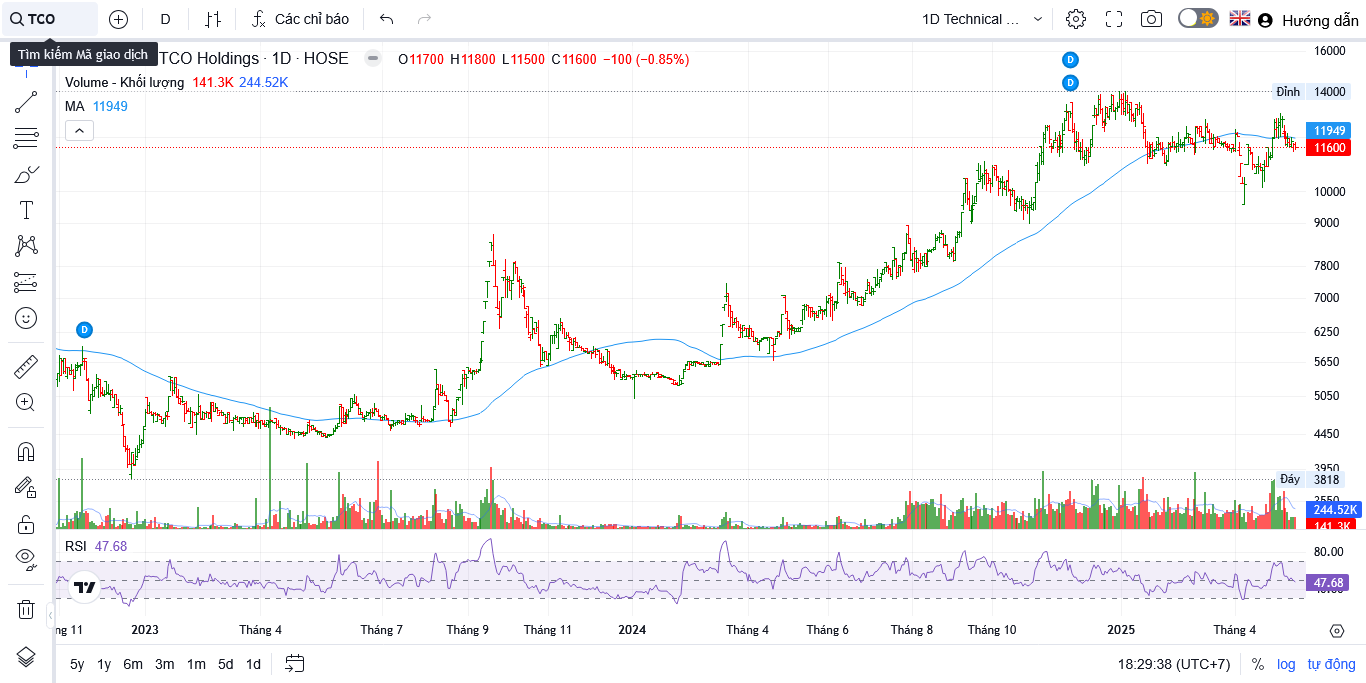 TCO
D
Các chỉ báo
1D Technical ...
Hướng dẫn
Tìm kiếm Mã giao dịch
TCO Holdings · 1D · HOSE
O11700 H11800 L11500 C11600 −100 (−0.85%)
Volume - Khối lượng 141.3K 244.52K
MA 11949
D
D
D
16000
Đỉnh 14000
11949
11600
10000
9000
7800
7000
6250
5650
5050
4450
3950
Đáy 3818
3550
244.52K
141.3K
RSI 47.68
80.00
47.68
ng 11 2023 Tháng 4 Tháng 7 Tháng 9 Tháng 11 2024 Tháng 4 Tháng 6 Tháng 8 Tháng 10 2025 Tháng 4
5y 1y 6m 3m 1m 5d 1d
18:29:38 (UTC+7) % log tự động